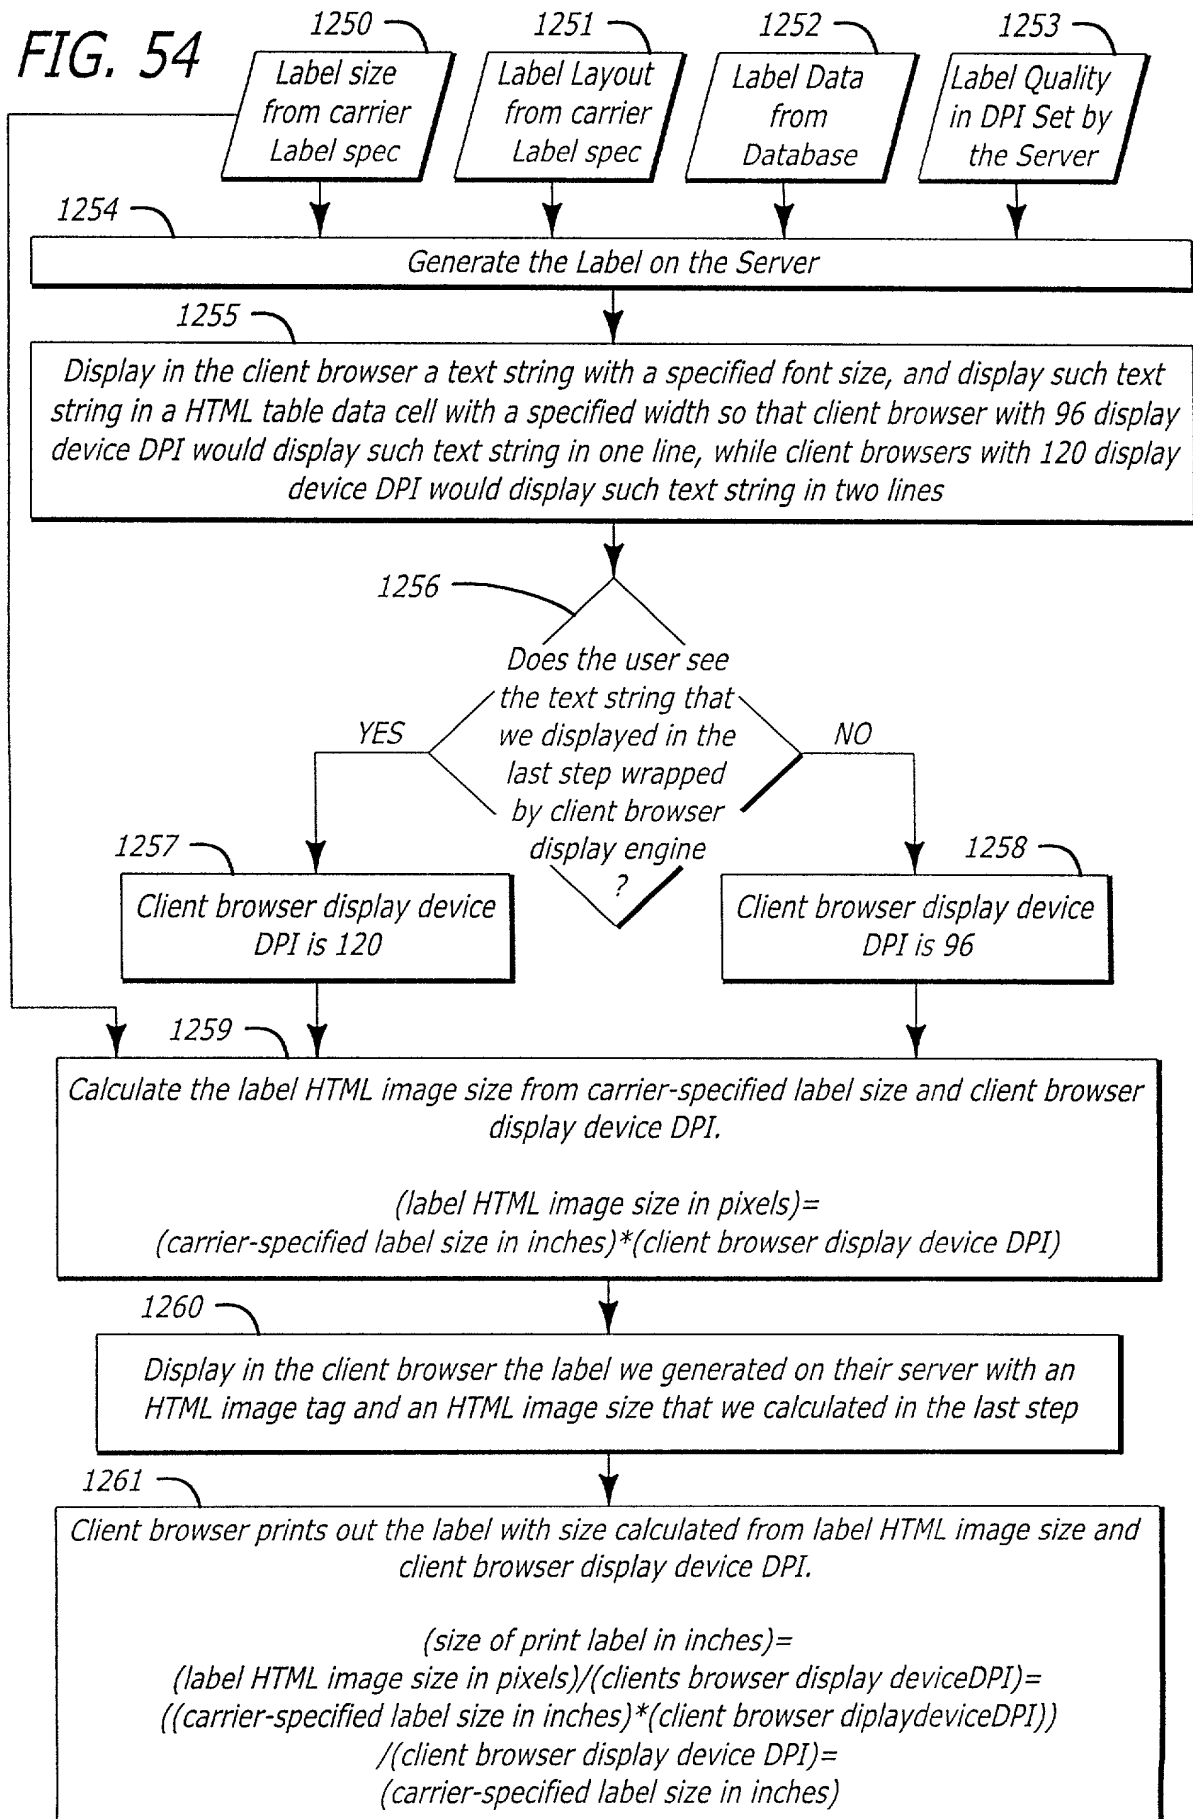 FIG. 54
1250
Label size
from carrier
Label spec
1251
Label Layout
from carrier
Label spec
1252
Label Data
from
Database
1253
Label Quality
in DPI Set by
the Server
1254
Generate the Label on the Server
1255
Display in the client browser a text string with a specified font size, and display such text
string in a HTML table data cell with a specified width so that client browser with 96 display
device DPI would display such text string in one line, while client browsers with 120 display
device DPI would display such text string in two lines
1256
Does the user see
the text string that
we displayed in the
last step wrapped
by client browser
display engine
?
YES
NO
1257
Client browser display device
DPI is 120
1258
Client browser display device
DPI is 96
1259
Calculate the label HTML image size from carrier-specified label size and client browser
display device DPI.
(label HTML image size in pixels)=
(carrier-specified label size in inches)*(client browser display device DPI)
1260
Display in the client browser the label we generated on their server with an
HTML image tag and an HTML image size that we calculated in the last step
1261
Client browser prints out the label with size calculated from label HTML image size and
client browser display device DPI.
(size of print label in inches)=
(label HTML image size in pixels)/(clients browser display deviceDPI)=
((carrier-specified label size in inches)*(client browser diplaydeviceDPI))
/(client browser display device DPI)=
(carrier-specified label size in inches)